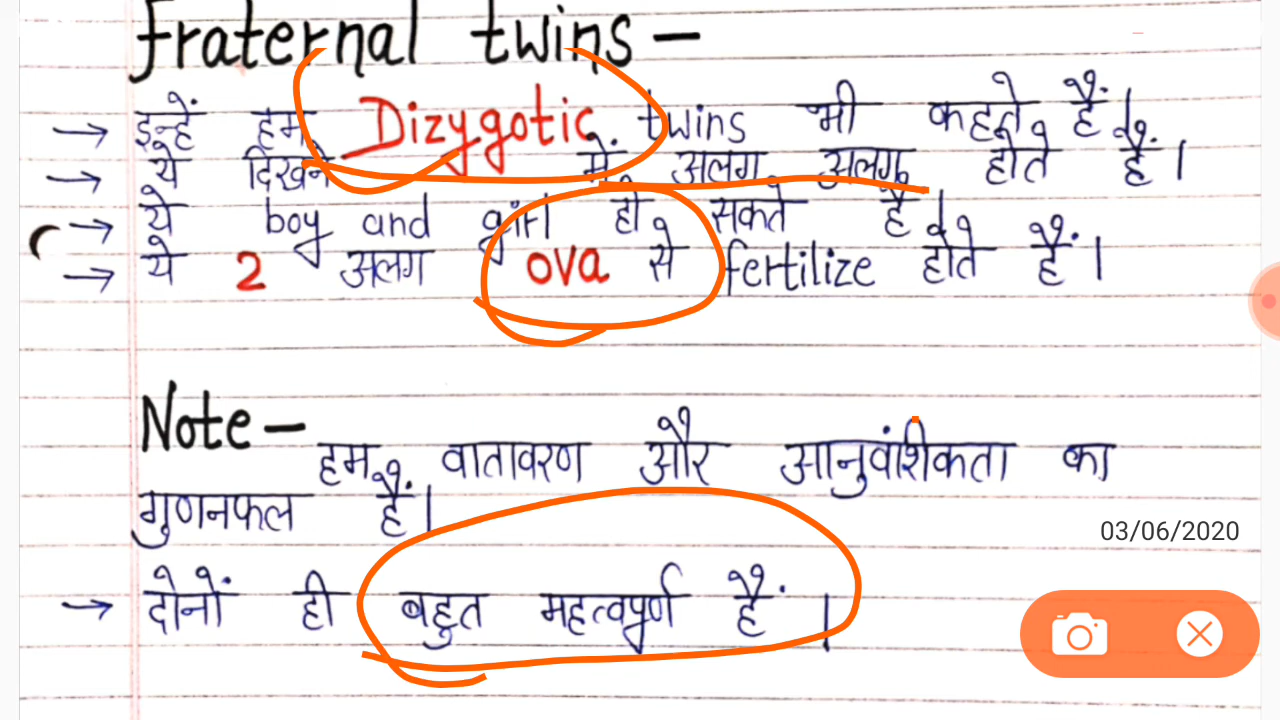 fraternal twins –
→ इन्हें हम Dizygotic twins भी कहते हैं।
→ ये दिखने में अलग अलग होते हैं।
→ ये boy and girl हो सकते हैं।
→ ये 2 अलग ova से fertilize होते हैं।
Note –
हम वातावरण और आनुवंशिकता का
गुणनफल हैं।
03/06/2020
→ दोनों ही बहुत महत्वपूर्ण हैं।